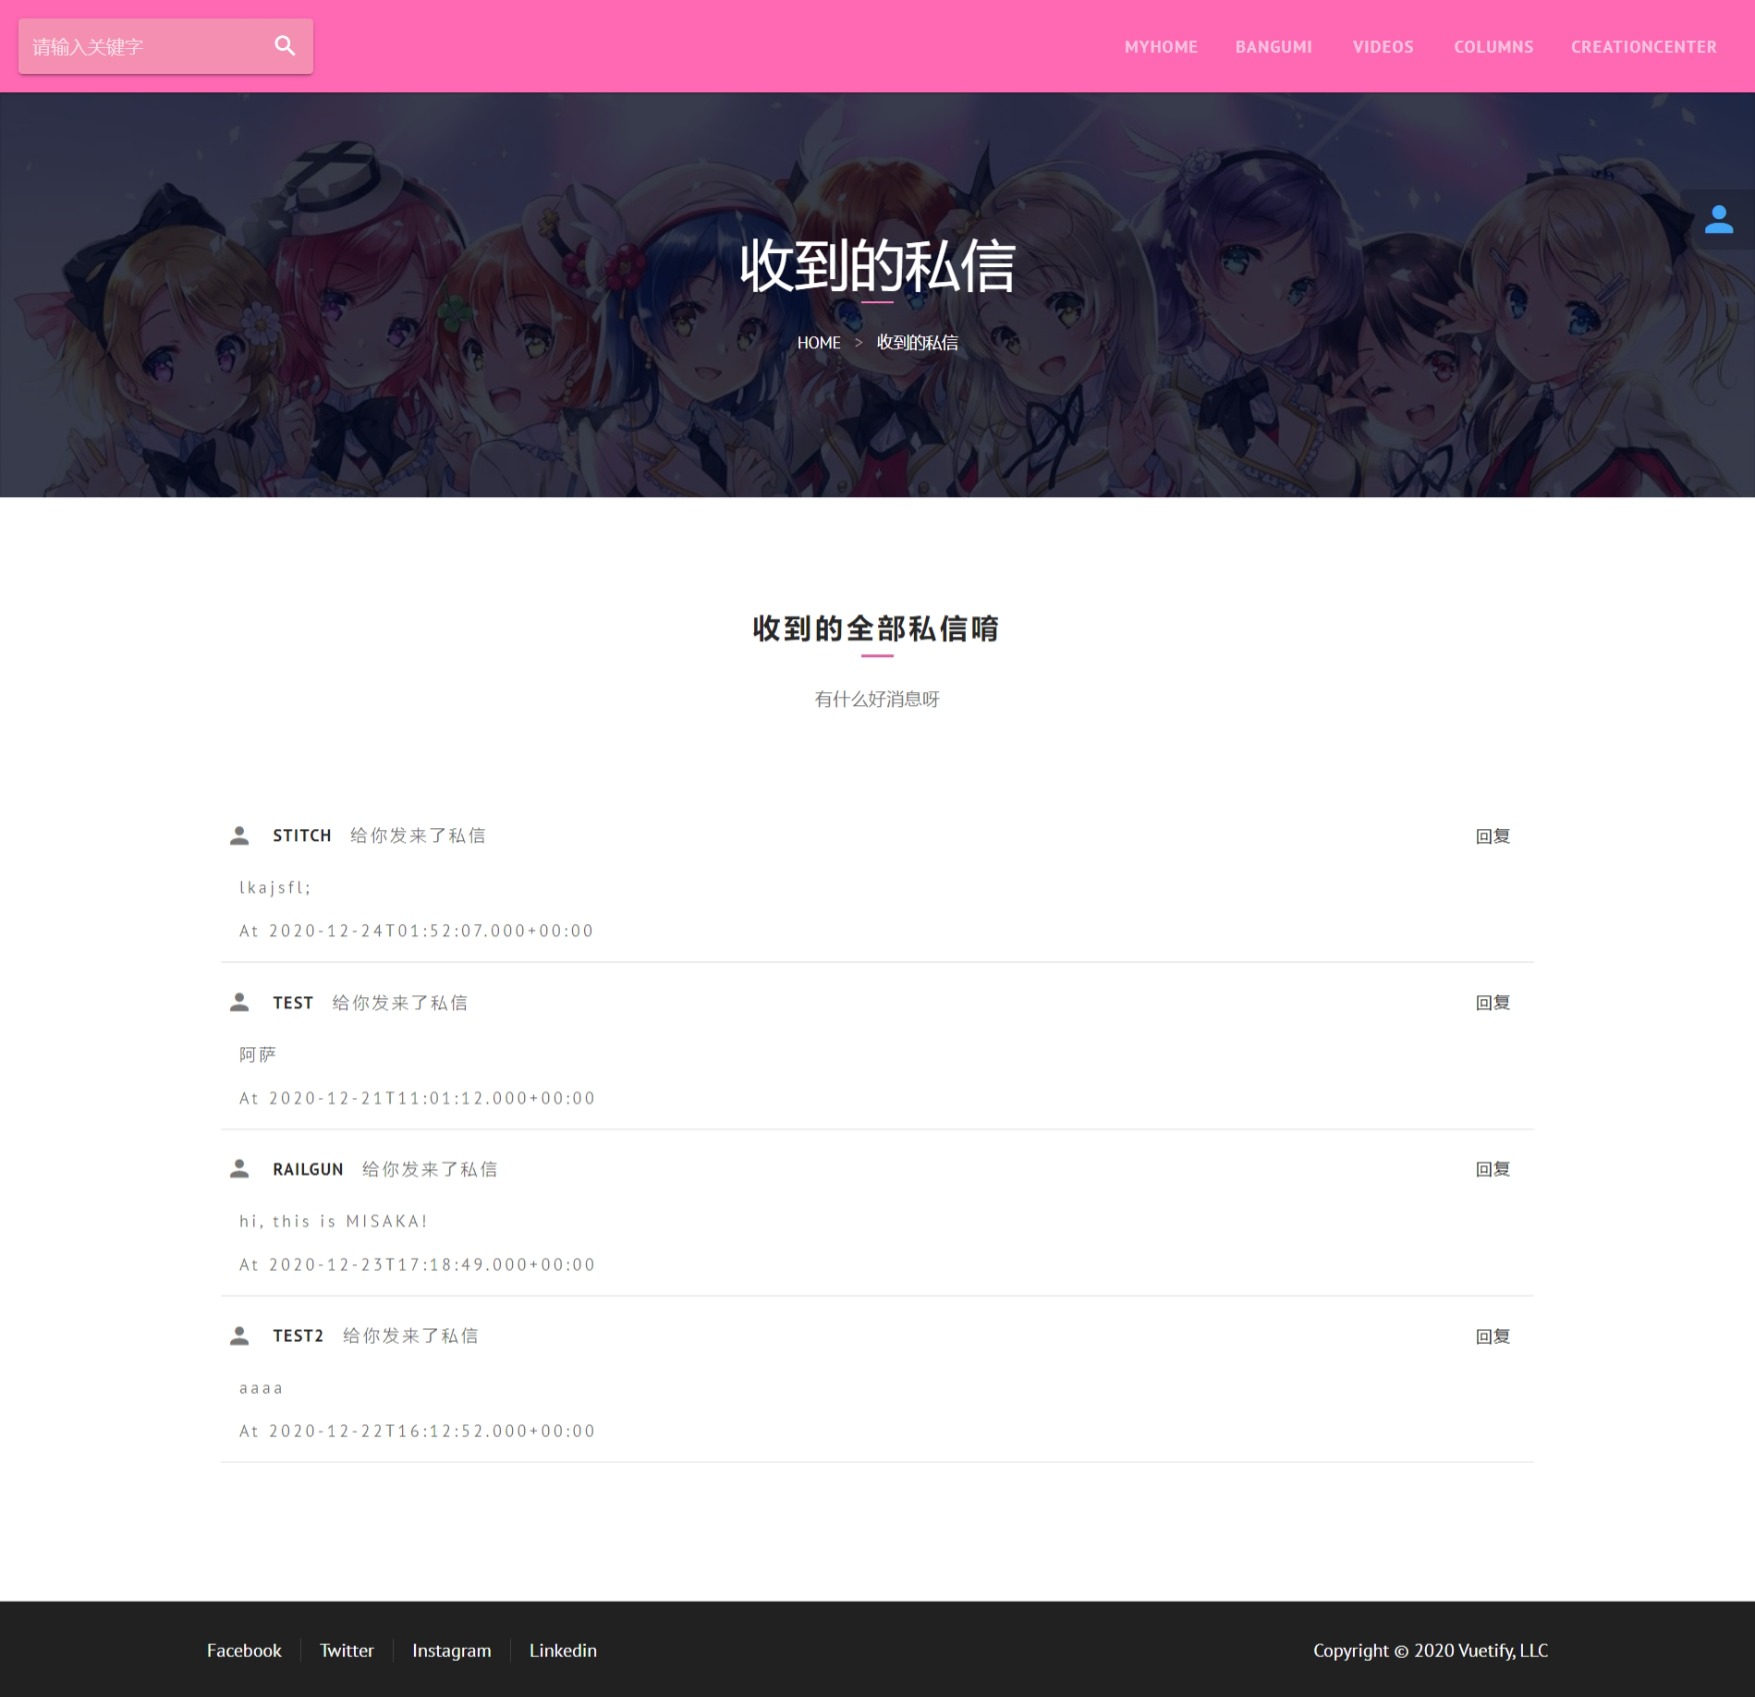 请输入关键字
MYHOME BANGUMI VIDEOS COLUMNS CREATIONCENTER
收到的私信
HOME > 收到的私信
收到的全部私信唷
有什么好消息呀
STITCH 给你发来了私信 回复
lkajsfl;
At 2020-12-24T01:52:07.000+00:00
TEST 给你发来了私信 回复
阿萨
At 2020-12-21T11:01:12.000+00:00
RAILGUN 给你发来了私信 回复
hi, this is MISAKA!
At 2020-12-23T17:18:49.000+00:00
TEST2 给你发来了私信 回复
aaaa
At 2020-12-22T16:12:52.000+00:00
Facebook Twitter Instagram Linkedin Copyright © 2020 Vuetify, LLC